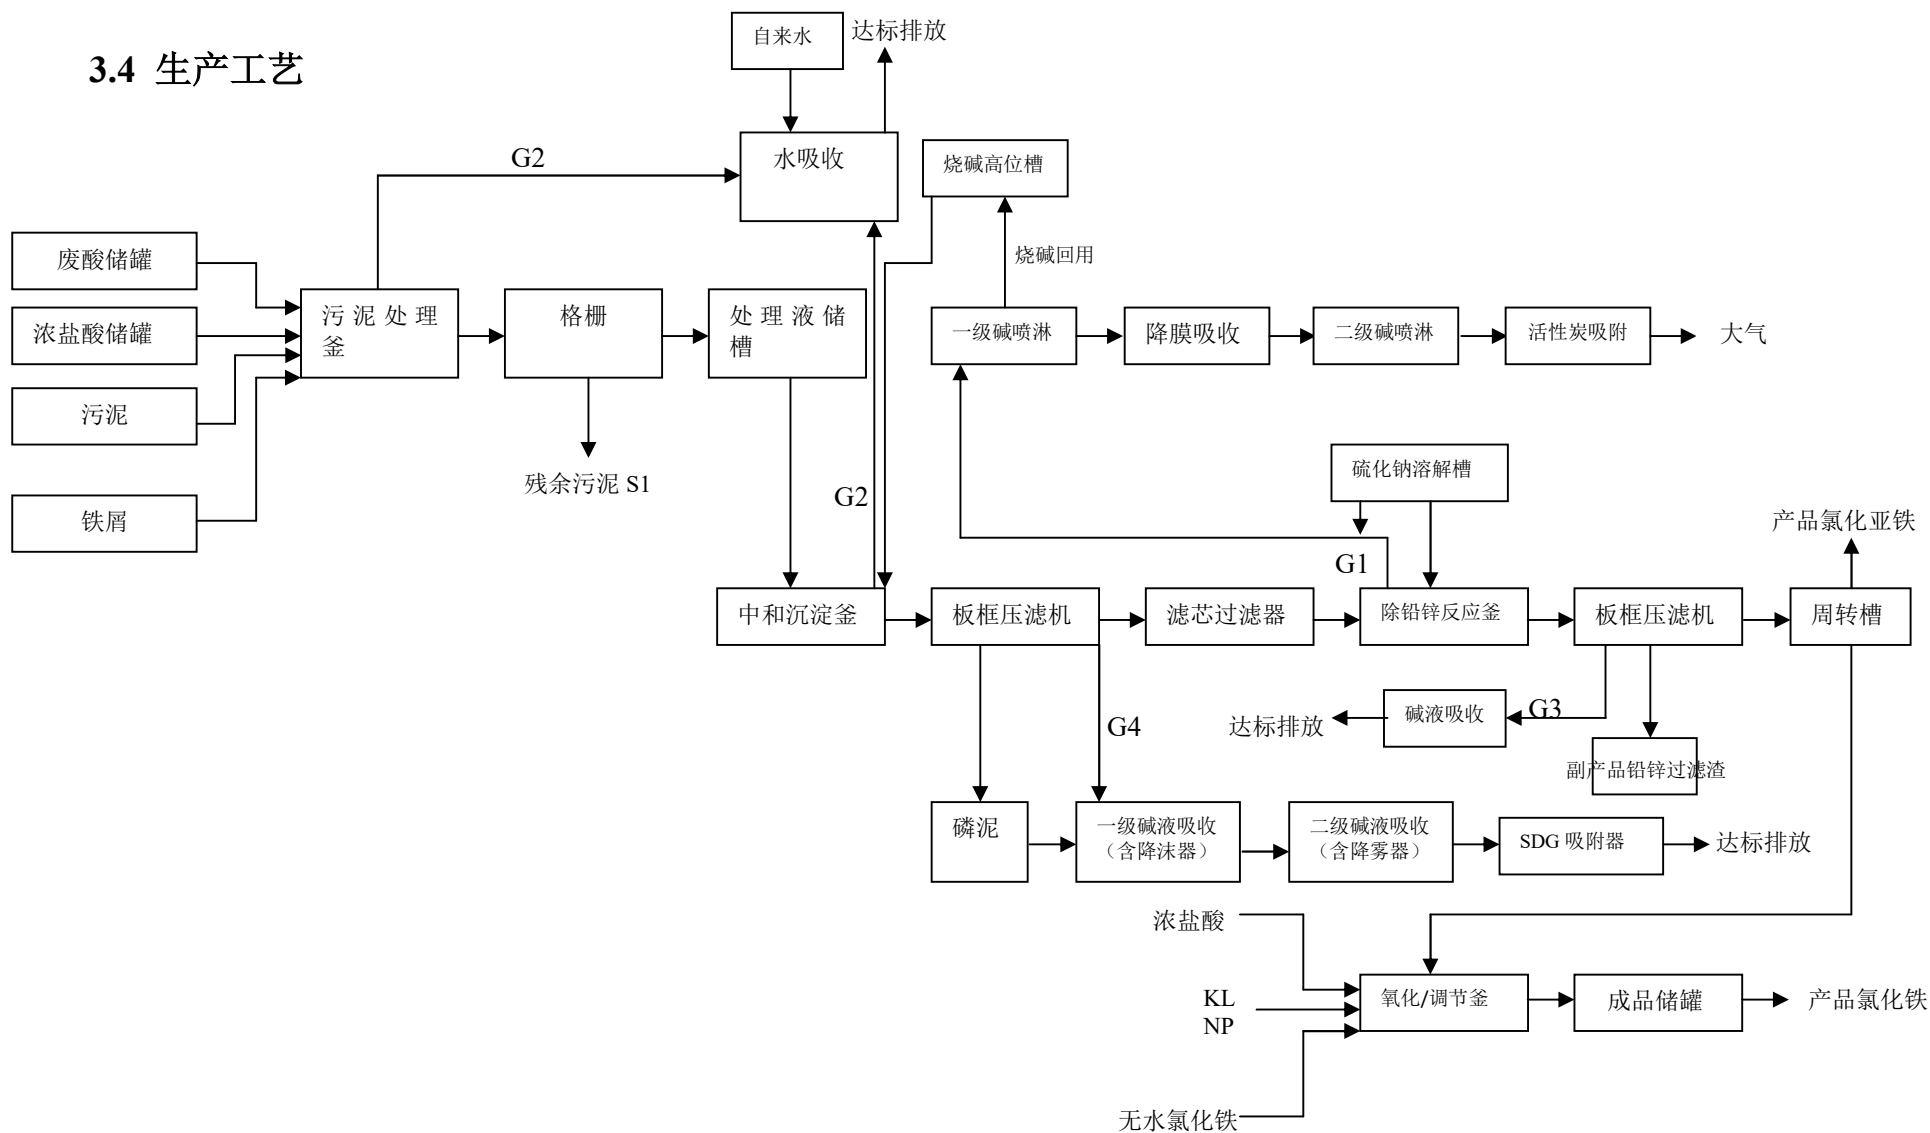 3.4 生产工艺
自来水
达标排放
水吸收
G2
烧碱高位槽
烧碱回用
废酸储罐
浓盐酸储罐
污泥
铁屑
污泥处理
釜
格栅
处理液储
槽
残余污泥 S1
G2
一级碱喷淋
降膜吸收
二级碱喷淋
活性炭吸附
大气
硫化钠溶解槽
G1
产品氯化亚铁
中和沉淀釜
板框压滤机
滤芯过滤器
除铅锌反应釜
板框压滤机
周转槽
G4
达标排放
碱液吸收
G3
副产品铅锌过滤渣
磷泥
一级碱液吸收
（含降沫器）
二级碱液吸收
（含降雾器）
SDG 吸附器
达标排放
浓盐酸
KL
NP
无水氯化铁
氧化/调节釜
成品储罐
产品氯化铁